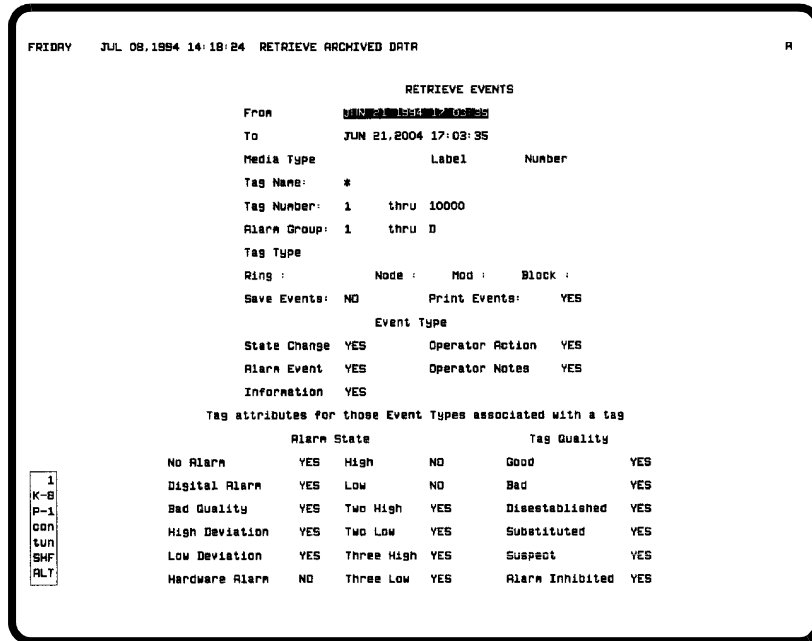 FRIDAY JUL 08,1994 14:18:24 RETRIEVE ARCHIVED DATA A
RETRIEVE EVENTS
From JUN 21 1994 17 03 35
To JUN 21,2004 17:03:35
Media Type Label Number
Tag Name: *
Tag Number: 1 thru 10000
Alarm Group: 1 thru D
Tag Type
Ring : Node : Mod : Block :
Save Events: NO Print Events: YES
Event Type
State Change YES Operator Action YES
Alarm Event YES Operator Notes YES
Information YES
Tag attributes for those Event Types associated with a tag
Alarm State Tag Quality
No Alarm YES High NO Good YES
Digital Alarm YES Low NO Bad YES
Bad Quality YES Two High YES Disestablished YES
High Deviation YES Two Low YES Substituted YES
Low Deviation YES Three High YES Suspect YES
Hardware Alarm NO Three Low YES Alarm Inhibited YES
1
K-8
P-1
con
tun
SHF
ALT